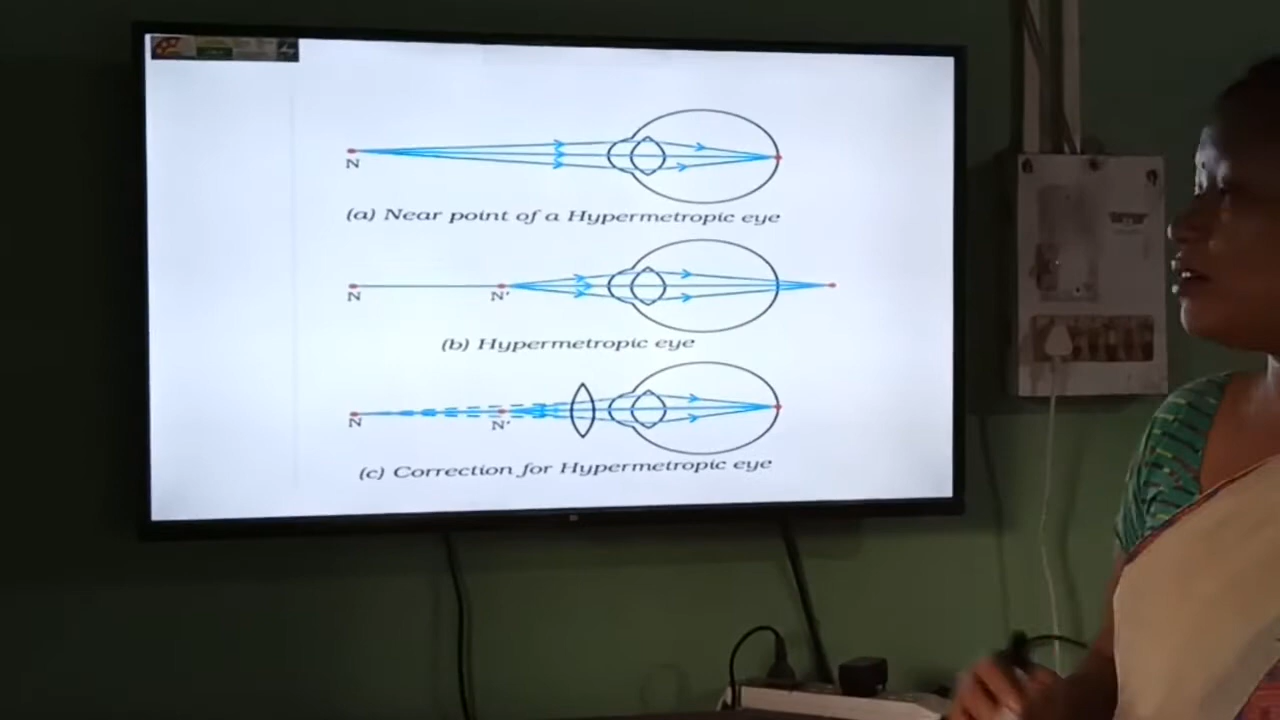 N
(a) Near point of a Hypermetropic eye
N N'
(b) Hypermetropic eye
N N'
(c) Correction for Hypermetropic eye